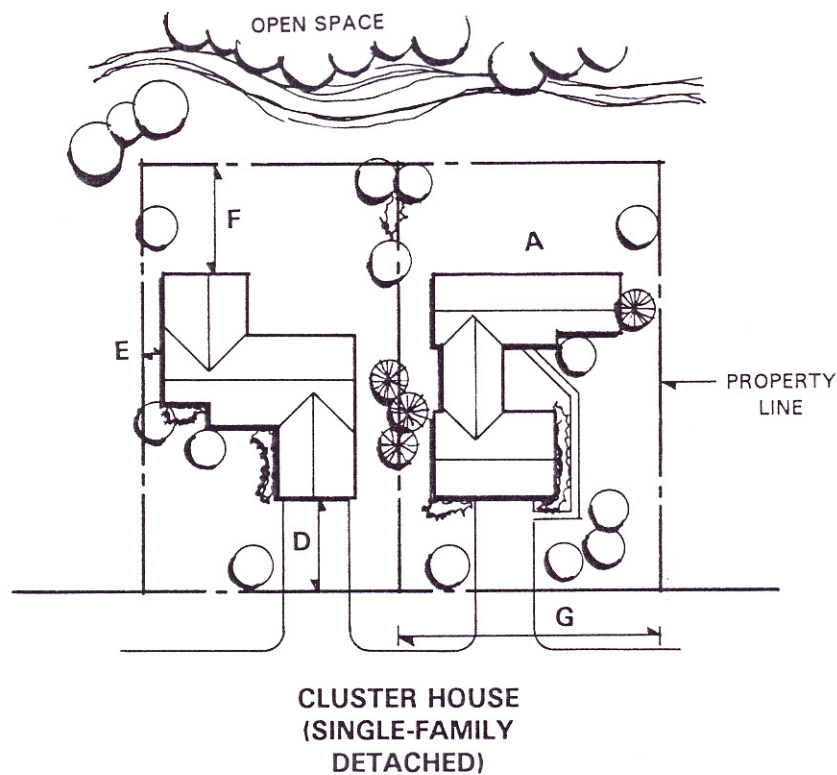 OPEN SPACE
F
A
E
PROPERTY
LINE
D
G
CLUSTER HOUSE
(SINGLE-FAMILY
DETACHED)